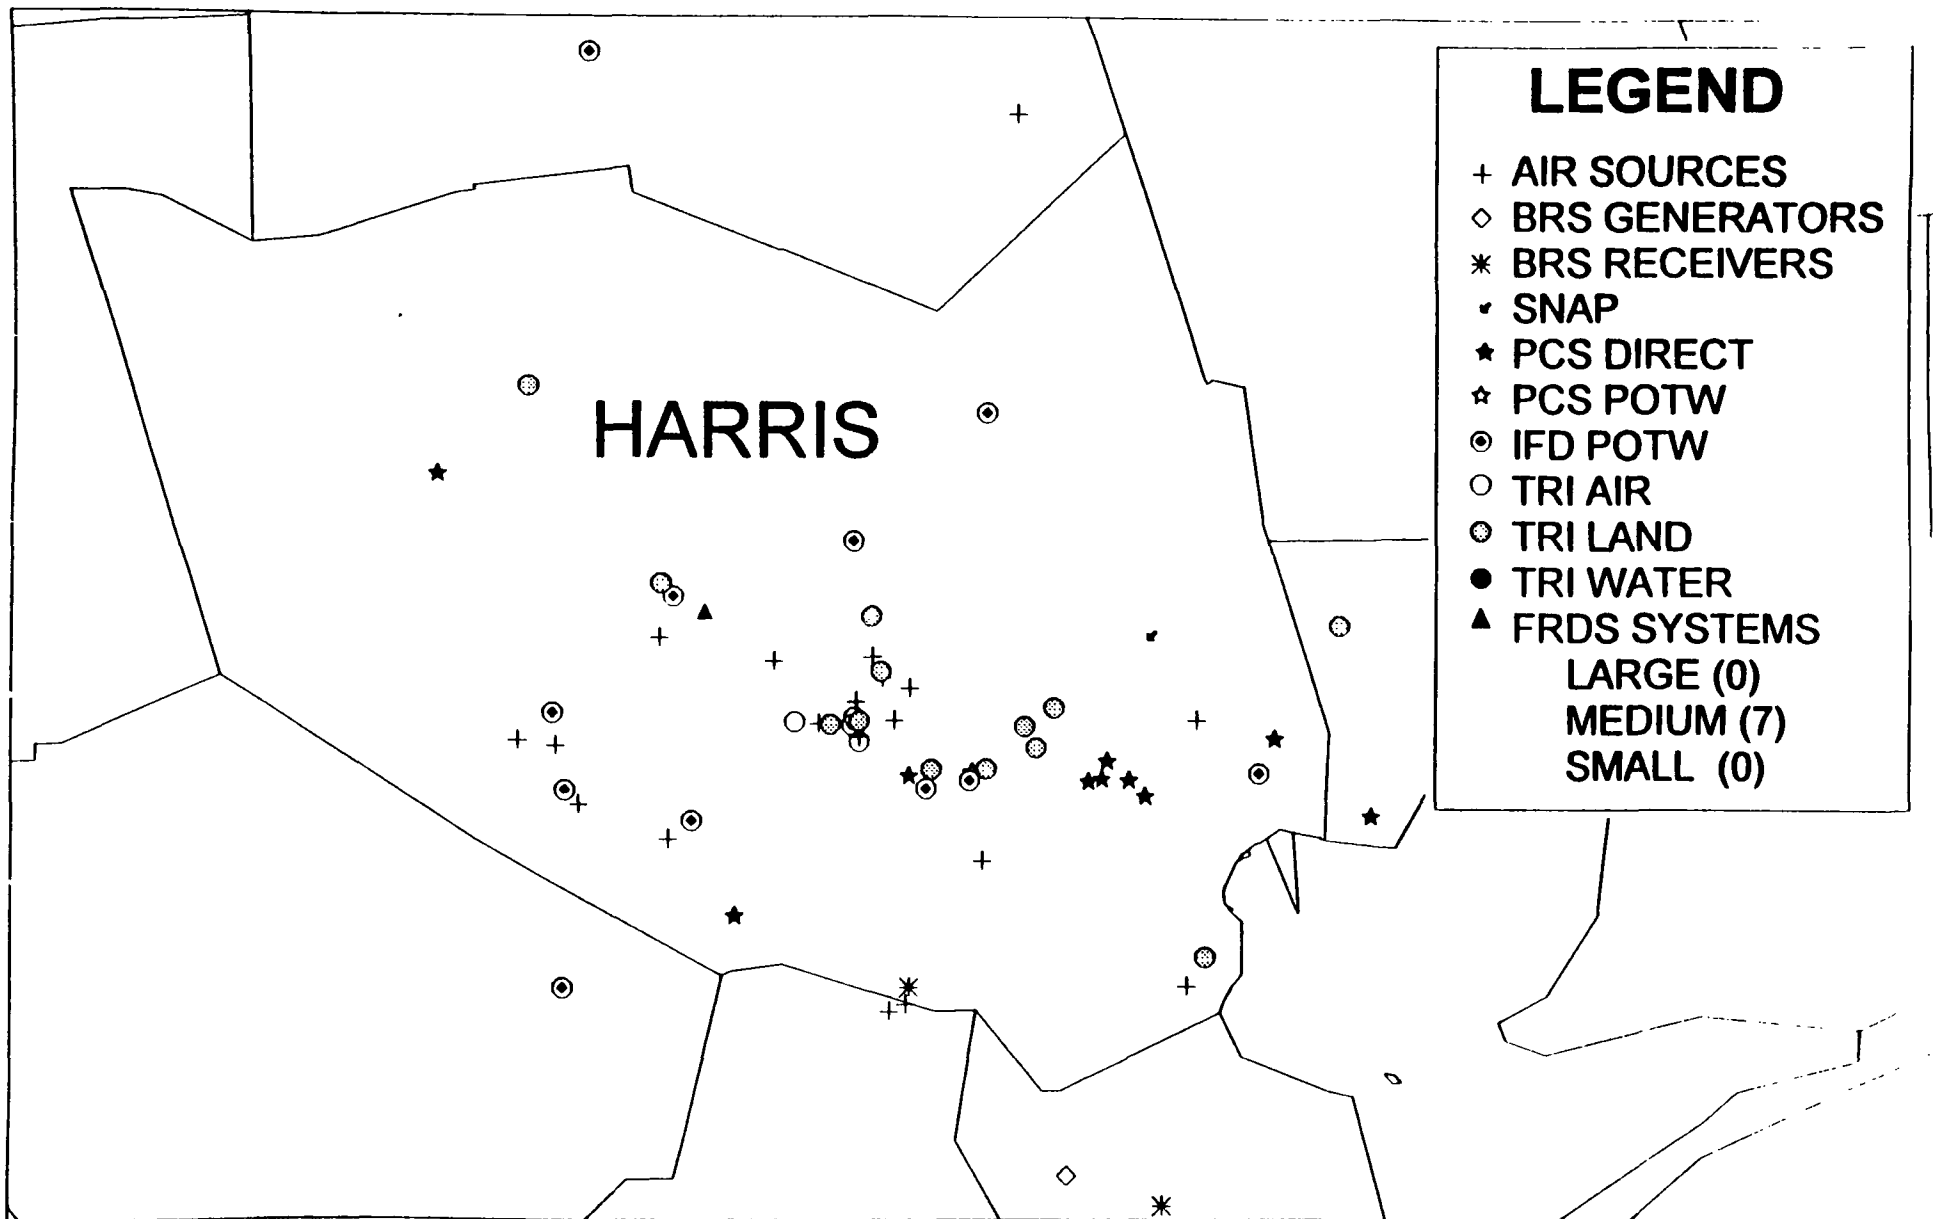 HARRIS
LEGEND
AIR SOURCES
BRS GENERATORS
BRS RECEIVERS
SNAP
PCS DIRECT
PCS POTW
IFD POTW
TRI AIR
TRI LAND
TRI WATER
FRDS SYSTEMS
LARGE (0)
MEDIUM (7)
SMALL (0)